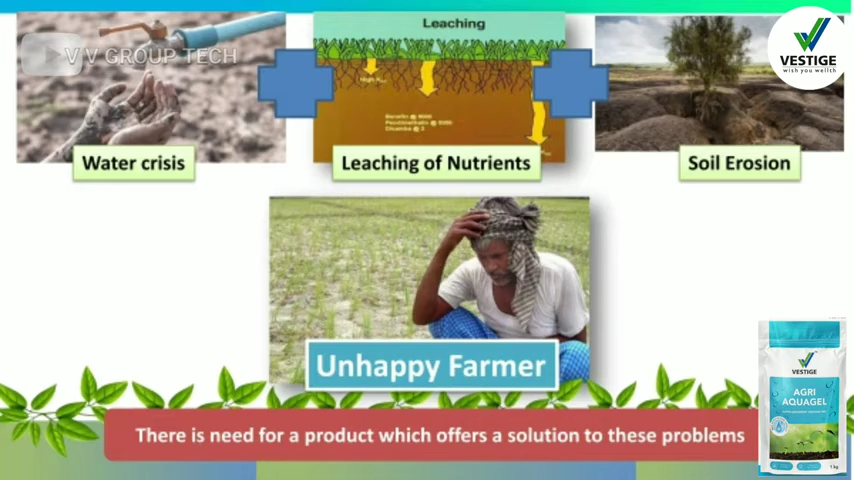 V V GROUP TECH
Leaching
VESTIGE
wish you wellth
Water crisis
Leaching of Nutrients
Soil Erosion
Unhappy Farmer
VESTIGE
AGRI
AQUAGEL
1 kg
There is need for a product which offers a solution to these problems